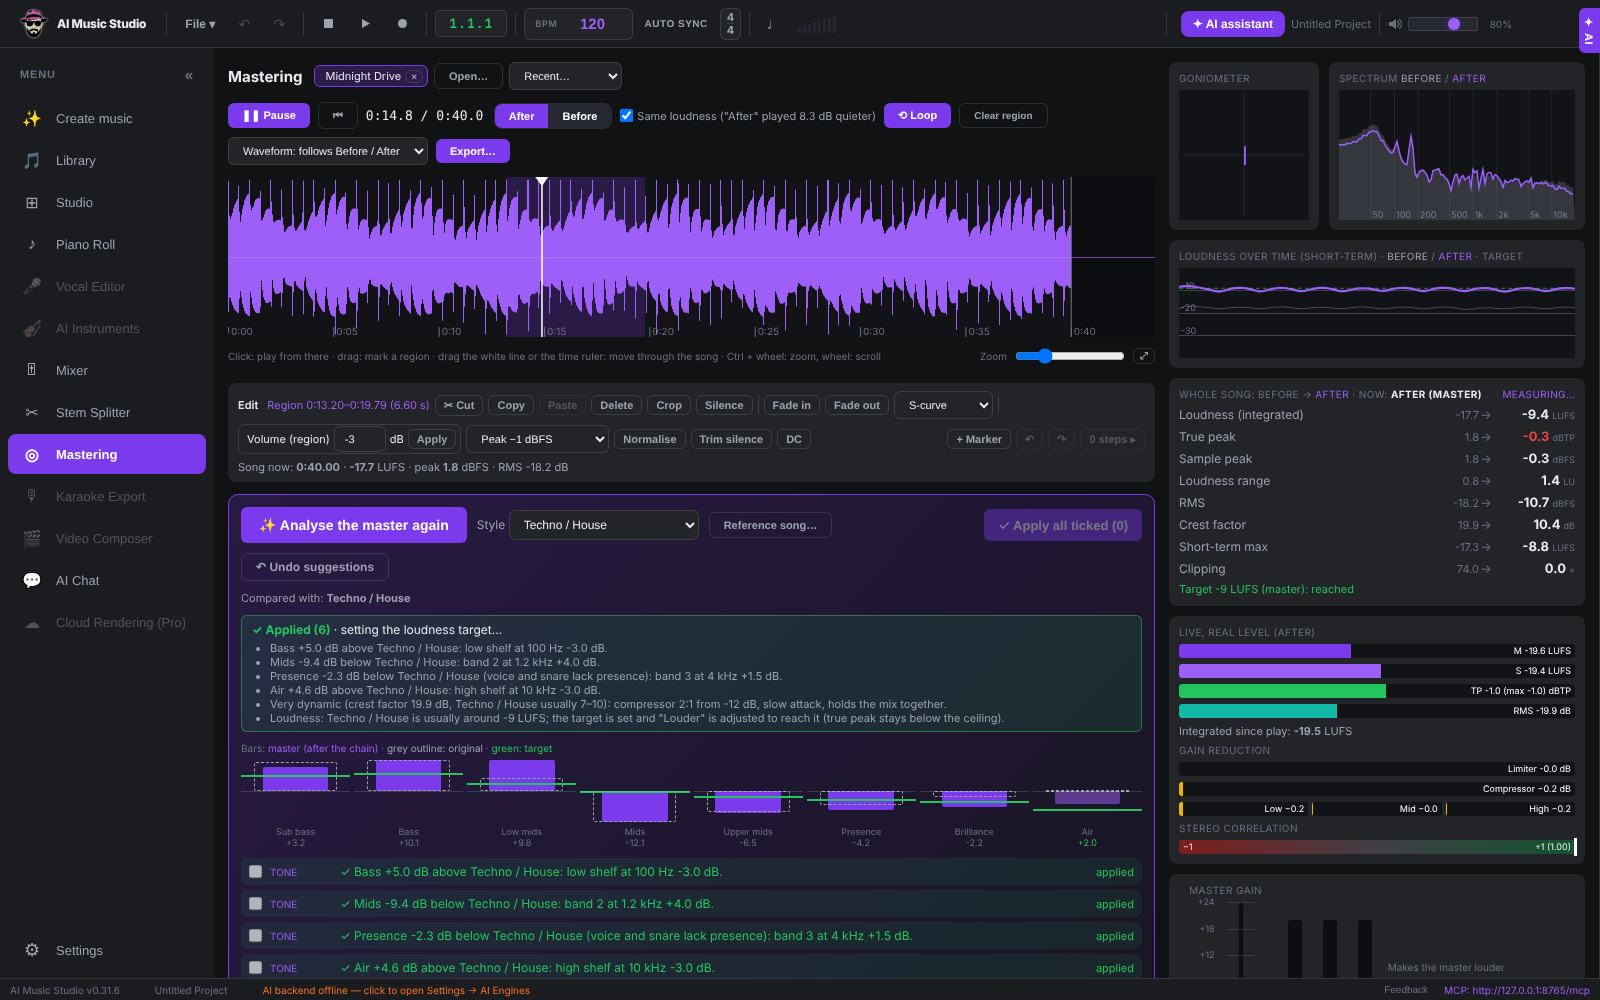 AI Music Studio
File ▾
1.1.1
BPM 120
AUTO SYNC
4
4
✦ AI assistant
Untitled Project
80%
✦ AI
MENU
«
Create music
Library
Studio
Piano Roll
Vocal Editor
AI Instruments
Mixer
Stem Splitter
Mastering
Karaoke Export
Video Composer
AI Chat
Cloud Rendering (Pro)
Settings
Mastering
Midnight Drive ×
Open...
Recent...
Pause
0:14.8 / 0:40.0
After
Before
Same loudness ("After" played 8.3 dB quieter)
⟲ Loop
Clear region
Waveform: follows Before / After
Export...
0:00 0:05 0:10 0:15 0:20 0:25 0:30 0:35 0:40
Click: play from there · drag: mark a region · drag the white line or the time ruler: move through the song · Ctrl + wheel: zoom, wheel: scroll
Zoom
Edit
Region 0:13.20–0:19.79 (6.60 s)
✂ Cut
Copy
Paste
Delete
Crop
Silence
Fade in
Fade out
S-curve
Volume (region) -3 dB
Apply
Peak −1 dBFS
Normalise
Trim silence
DC
+ Marker
↶
↷
0 steps ▸
Song now: 0:40.00 · -17.7 LUFS · peak 1.8 dBFS · RMS -18.2 dB
✨ Analyse the master again
Style
Techno / House
Reference song...
✓ Apply all ticked (0)
↶ Undo suggestions
Compared with: Techno / House
✓ Applied (6) · setting the loudness target...
• Bass +5.0 dB above Techno / House: low shelf at 100 Hz -3.0 dB.
• Mids -9.4 dB below Techno / House: band 2 at 1.2 kHz +4.0 dB.
• Presence -2.3 dB below Techno / House (voice and snare lack presence): band 3 at 4 kHz +1.5 dB.
• Air +4.6 dB above Techno / House: high shelf at 10 kHz -3.0 dB.
• Very dynamic (crest factor 19.9 dB, Techno / House usually 7–10): compressor 2:1 from -12 dB, slow attack, holds the mix together.
• Loudness: Techno / House is usually around -9 LUFS; the target is set and "Louder" is adjusted to reach it (true peak stays below the ceiling).
Bars: master (after the chain) · grey outline: original · green: target
Sub bass Bass Low mids Mids Upper mids Presence Brilliance Air
+3.2 +10.1 +9.8 -12.1 -6.5 -4.2 -2.2 +2.0
TONE ✓ Bass +5.0 dB above Techno / House: low shelf at 100 Hz -3.0 dB. applied
TONE ✓ Mids -9.4 dB below Techno / House: band 2 at 1.2 kHz +4.0 dB. applied
TONE ✓ Presence -2.3 dB below Techno / House (voice and snare lack presence): band 3 at 4 kHz +1.5 dB. applied
TONE ✓ Air +4.6 dB above Techno / House: high shelf at 10 kHz -3.0 dB. applied
GONIOMETER
SPECTRUM BEFORE / AFTER
50 100 200 500 1k 2k 5k 10k
LOUDNESS OVER TIME (SHORT-TERM) · BEFORE / AFTER · TARGET
-20
-30
WHOLE SONG: BEFORE → AFTER · NOW: AFTER (MASTER) MEASURING...
Loudness (integrated) -17.7 → -9.4 LUFS
True peak 1.8 → -0.3 dBTP
Sample peak 1.8 → -0.3 dBFS
Loudness range 0.8 → 1.4 LU
RMS -18.2 → -10.7 dBFS
Crest factor 19.9 → 10.4 dB
Short-term max -17.3 → -8.8 LUFS
Clipping 74.0 → 0.0 ×
Target -9 LUFS (master): reached
LIVE, REAL LEVEL (AFTER)
M -19.6 LUFS
S -19.4 LUFS
TP -1.0 (max -1.0) dBTP
RMS -19.9 dB
Integrated since play: -19.5 LUFS
GAIN REDUCTION
Limiter -0.0 dB
Compressor −0.2 dB
Low −0.2 Mid −0.0 High −0.2
STEREO CORRELATION
−1 +1 (1.00)
MASTER GAIN
+24
+18
+12
Makes the master louder
AI Music Studio v0.31.6 · Untitled Project · AI backend offline — click to open Settings → AI Engines
Feedback
MCP: http://127.0.0.1:8765/mcp